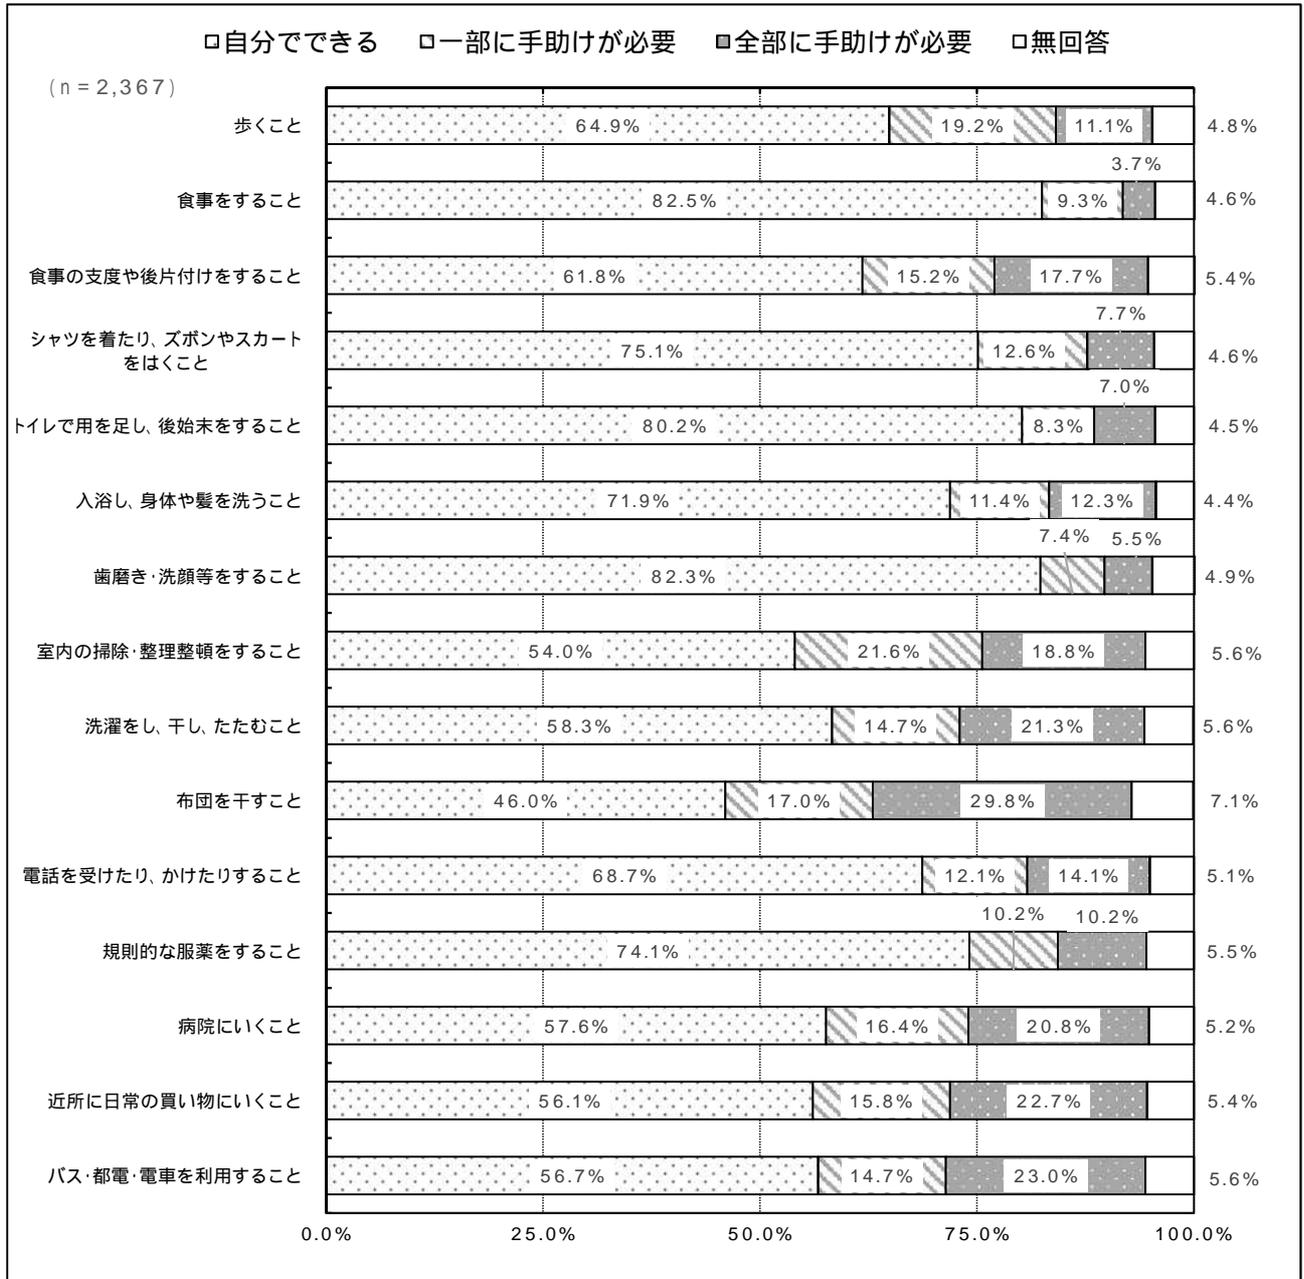 自分でできる 一部に手助けが必要 全部に手助けが必要 無回答
(n=2,367)
歩くこと 64.9% 19.2% 11.1% 4.8%
3.7%
食事をすること 82.5% 9.3% 4.6%
食事の支度や後片付けをすること 61.8% 15.2% 17.7% 5.4%
7.7%
シャツを着たり、ズボンやスカート
をはくこと 75.1% 12.6% 4.6%
7.0%
トイレで用を足し、後始末をすること 80.2% 8.3% 4.5%
入浴し、身体や髪を洗うこと 71.9% 11.4% 12.3% 4.4%
7.4% 5.5%
歯磨き・洗顔等をすること 82.3% 4.9%
室内の掃除・整理整頓をすること 54.0% 21.6% 18.8% 5.6%
洗濯をし、干し、たたむこと 58.3% 14.7% 21.3% 5.6%
布団を干すこと 46.0% 17.0% 29.8% 7.1%
電話を受けたり、かけたりすること 68.7% 12.1% 14.1% 5.1%
10.2% 10.2%
規則的な服薬をすること 74.1% 5.5%
病院にいくこと 57.6% 16.4% 20.8% 5.2%
近所に日常の買い物にいくこと 56.1% 15.8% 22.7% 5.4%
バス・都電・電車を利用すること 56.7% 14.7% 23.0% 5.6%
0.0% 25.0% 50.0% 75.0% 100.0%